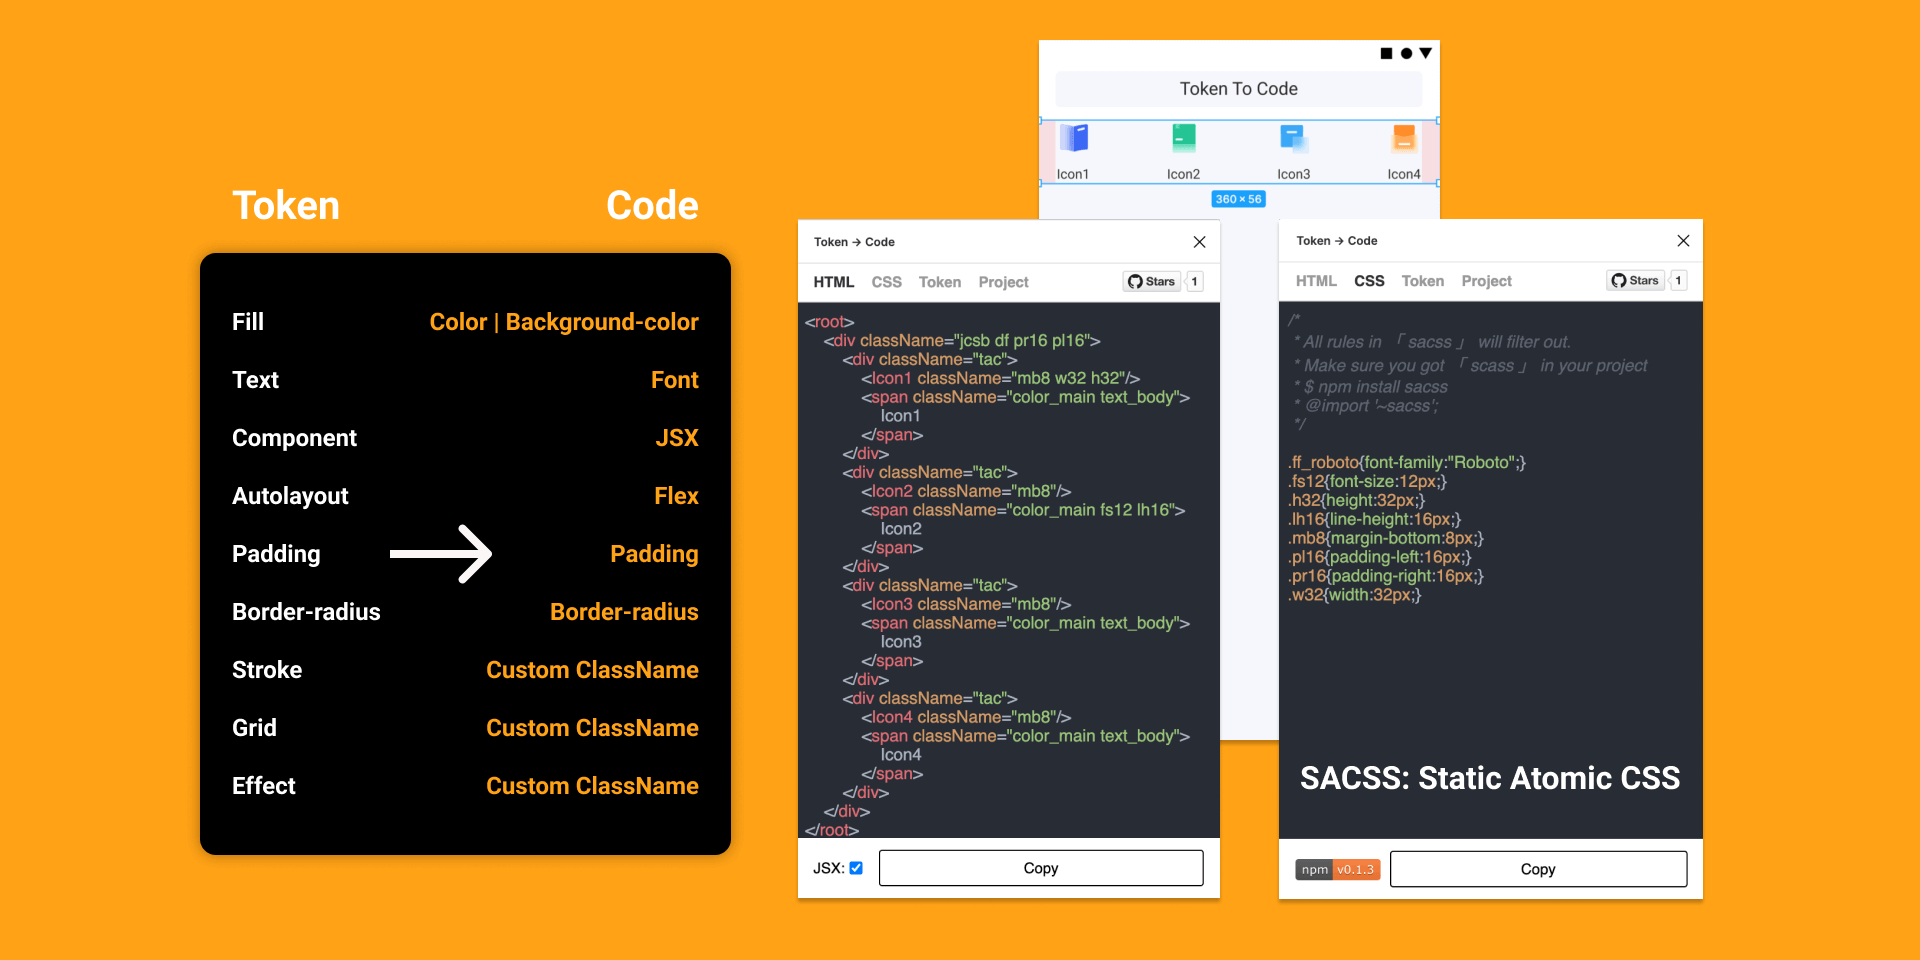 Token Code
Fill Color | Background-color
Text Font
Component JSX
Autolayout Flex
Padding Padding
Border-radius Border-radius
Stroke Custom ClassName
Grid Custom ClassName
Effect Custom ClassName
Token To Code
Icon1 Icon2 Icon3 Icon4
360 × 56
Token → Code
HTML CSS Token Project Stars 1
<root>
<div className="jcsb df pr16 pl16">
<div className="tac">
<Icon1 className="mb8 w32 h32"/>
<span className="color_main text_body">
Icon1
</span>
</div>
<div className="tac">
<Icon2 className="mb8"/>
<span className="color_main fs12 lh16">
Icon2
</span>
</div>
<div className="tac">
<Icon3 className="mb8"/>
<span className="color_main text_body">
Icon3
</span>
</div>
<div className="tac">
<Icon4 className="mb8"/>
<span className="color_main text_body">
Icon4
</span>
</div>
</div>
</root>
JSX: Copy
Token → Code
HTML CSS Token Project Stars 1
/*
* All rules in 「 sacss 」 will filter out.
* Make sure you got 「 scass 」 in your project
* $ npm install sacss
* @import '~sacss';
*/
.ff_roboto{font-family:"Roboto";}
.fs12{font-size:12px;}
.h32{height:32px;}
.lh16{line-height:16px;}
.mb8{margin-bottom:8px;}
.pl16{padding-left:16px;}
.pr16{padding-right:16px;}
.w32{width:32px;}
SACSS: Static Atomic CSS
npm v0.1.3 Copy